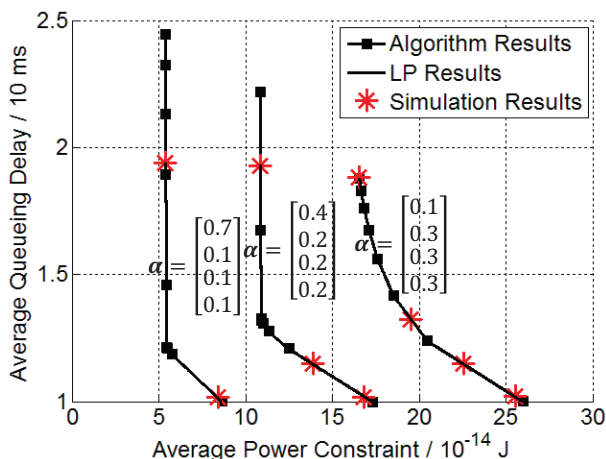 2.5
2
1.5
1
Average Queueing Delay / 10 ms
Algorithm Results
LP Results
Simulation Results
α = [0.7 0.1 0.1 0.1]
α = [0.4 0.2 0.2 0.2]
α = [0.1 0.3 0.3 0.3]
0 5 10 15 20 25 30
Average Power Constraint / 10⁻¹⁴ J